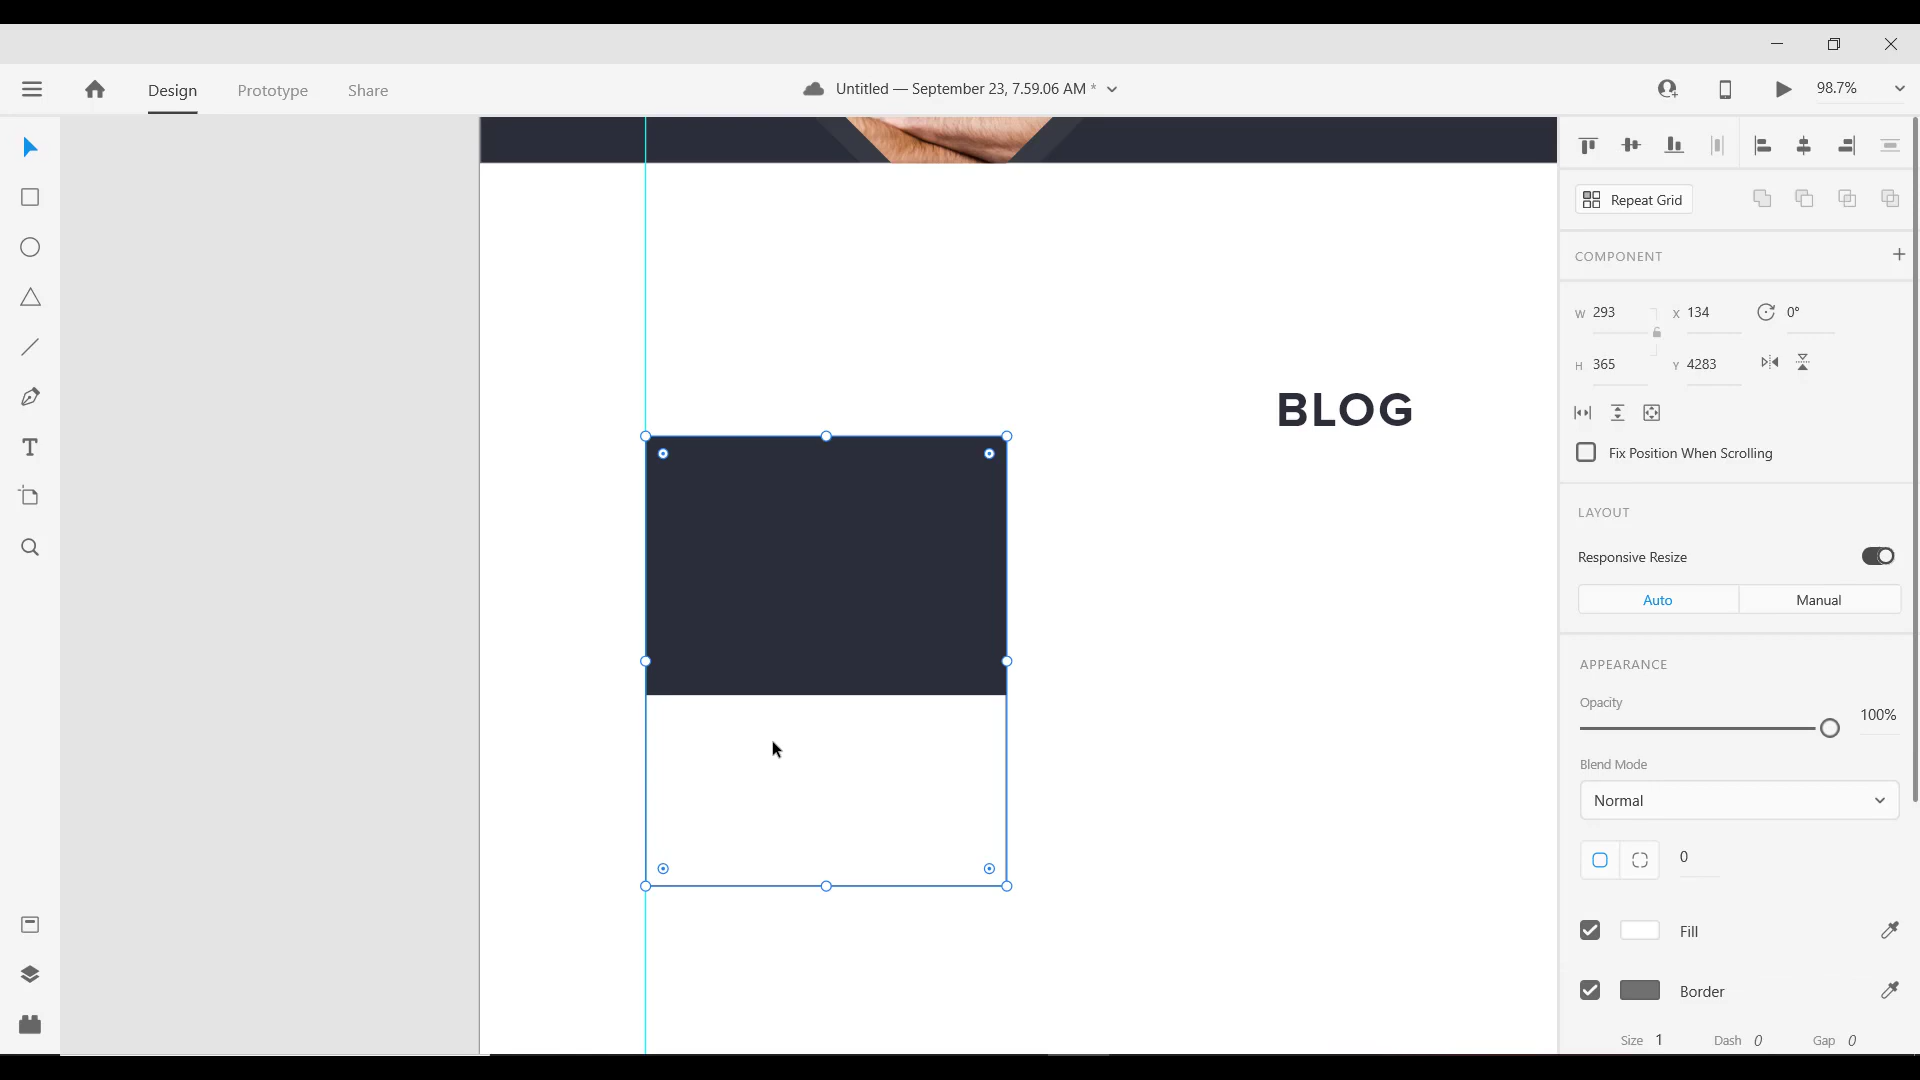 Design
Prototype
Share
Untitled — September 23, 7.59.06 AM *
98.7%
Repeat Grid
COMPONENT
W 293
X 134
0°
H 365
Y 4283
Fix Position When Scrolling
BLOG
LAYOUT
Responsive Resize
Auto
Manual
APPEARANCE
Opacity
100%
Blend Mode
Normal
0
Fill
Border
Size 1
Dash 0
Gap 0